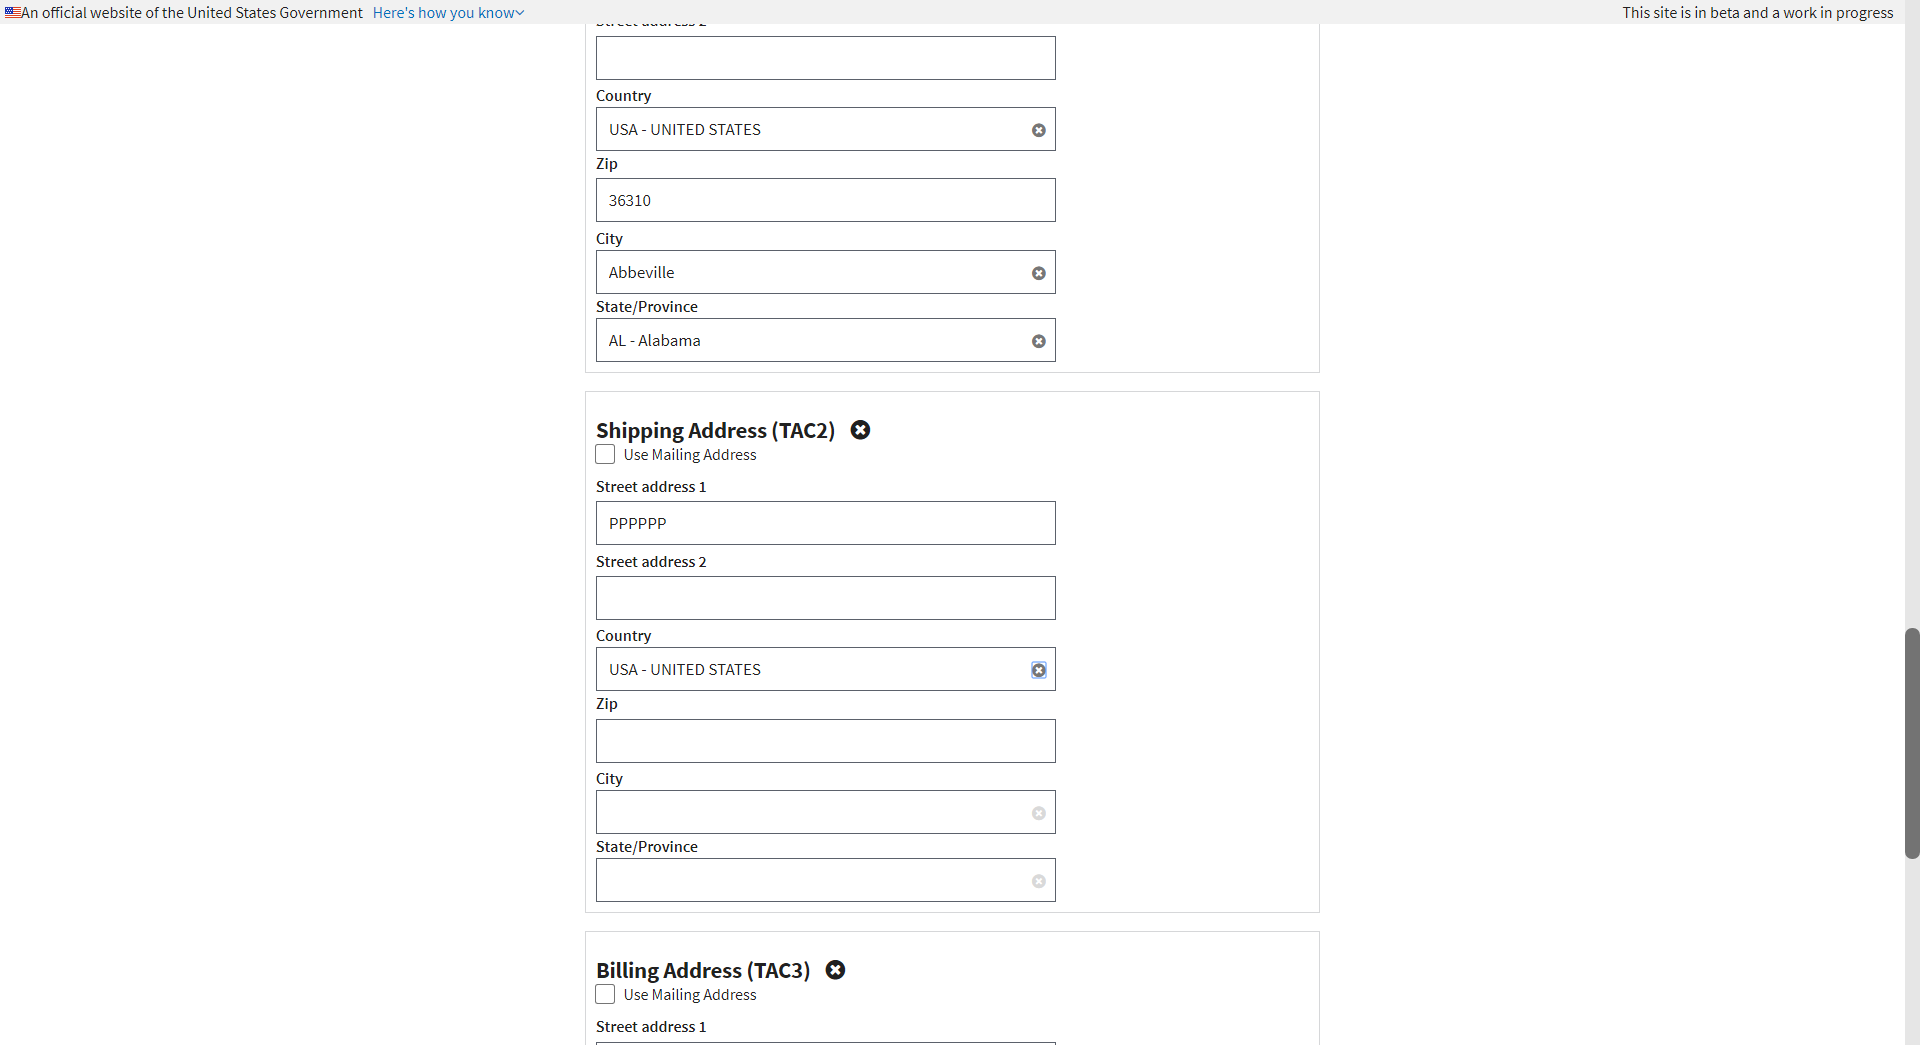 An official website of the United States Government Here's how you know
This site is in beta and a work in progress
Street address 2
Country
USA - UNITED STATES
Zip
36310
City
Abbeville
State/Province
AL - Alabama
Shipping Address (TAC2)
Use Mailing Address
Street address 1
PPPPPP
Street address 2
Country
USA - UNITED STATES
Zip
City
State/Province
Billing Address (TAC3)
Use Mailing Address
Street address 1